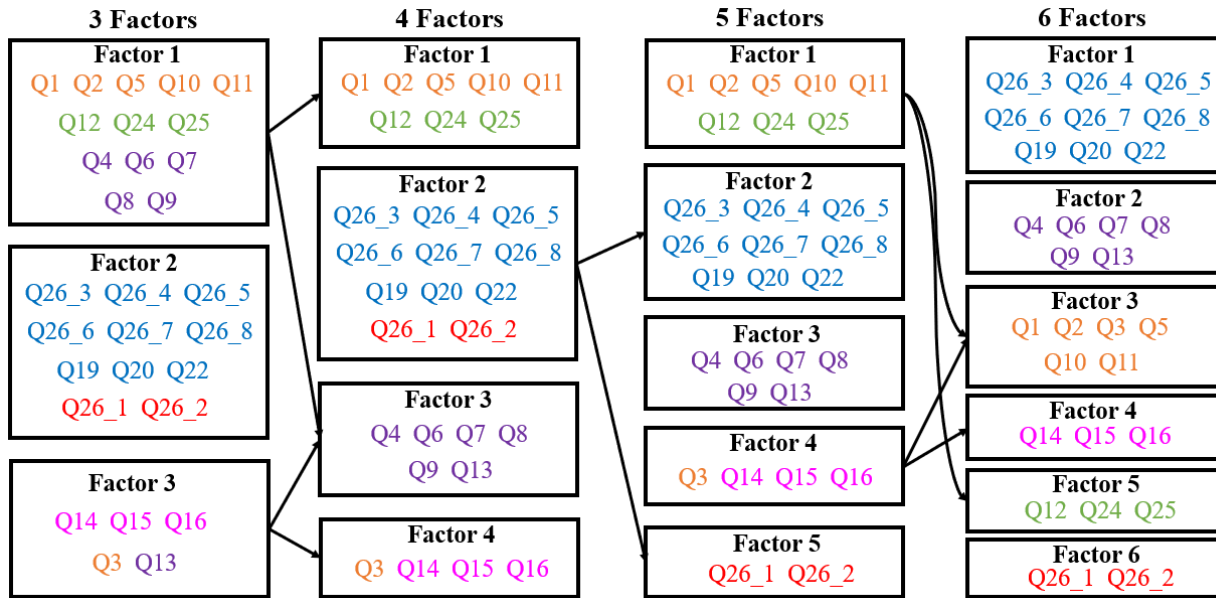 3 Factors
Factor 1
Q1 Q2 Q5 Q10 Q11
Q12 Q24 Q25
Q4 Q6 Q7
Q8 Q9
Factor 2
Q26_3 Q26_4 Q26_5
Q26_6 Q26_7 Q26_8
Q19 Q20 Q22
Q26_1 Q26_2
Factor 3
Q14 Q15 Q16
Q3 Q13
4 Factors
Factor 1
Q1 Q2 Q5 Q10 Q11
Q12 Q24 Q25
Factor 2
Q26_3 Q26_4 Q26_5
Q26_6 Q26_7 Q26_8
Q19 Q20 Q22
Q26_1 Q26_2
Factor 3
Q4 Q6 Q7 Q8
Q9 Q13
Factor 4
Q3 Q14 Q15 Q16
5 Factors
Factor 1
Q1 Q2 Q5 Q10 Q11
Q12 Q24 Q25
Factor 2
Q26_3 Q26_4 Q26_5
Q26_6 Q26_7 Q26_8
Q19 Q20 Q22
Factor 3
Q4 Q6 Q7 Q8
Q9 Q13
Factor 4
Q3 Q14 Q15 Q16
Factor 5
Q26_1 Q26_2
6 Factors
Factor 1
Q26_3 Q26_4 Q26_5
Q26_6 Q26_7 Q26_8
Q19 Q20 Q22
Factor 2
Q4 Q6 Q7 Q8
Q9 Q13
Factor 3
Q1 Q2 Q3 Q5
Q10 Q11
Factor 4
Q14 Q15 Q16
Factor 5
Q12 Q24 Q25
Factor 6
Q26_1 Q26_2